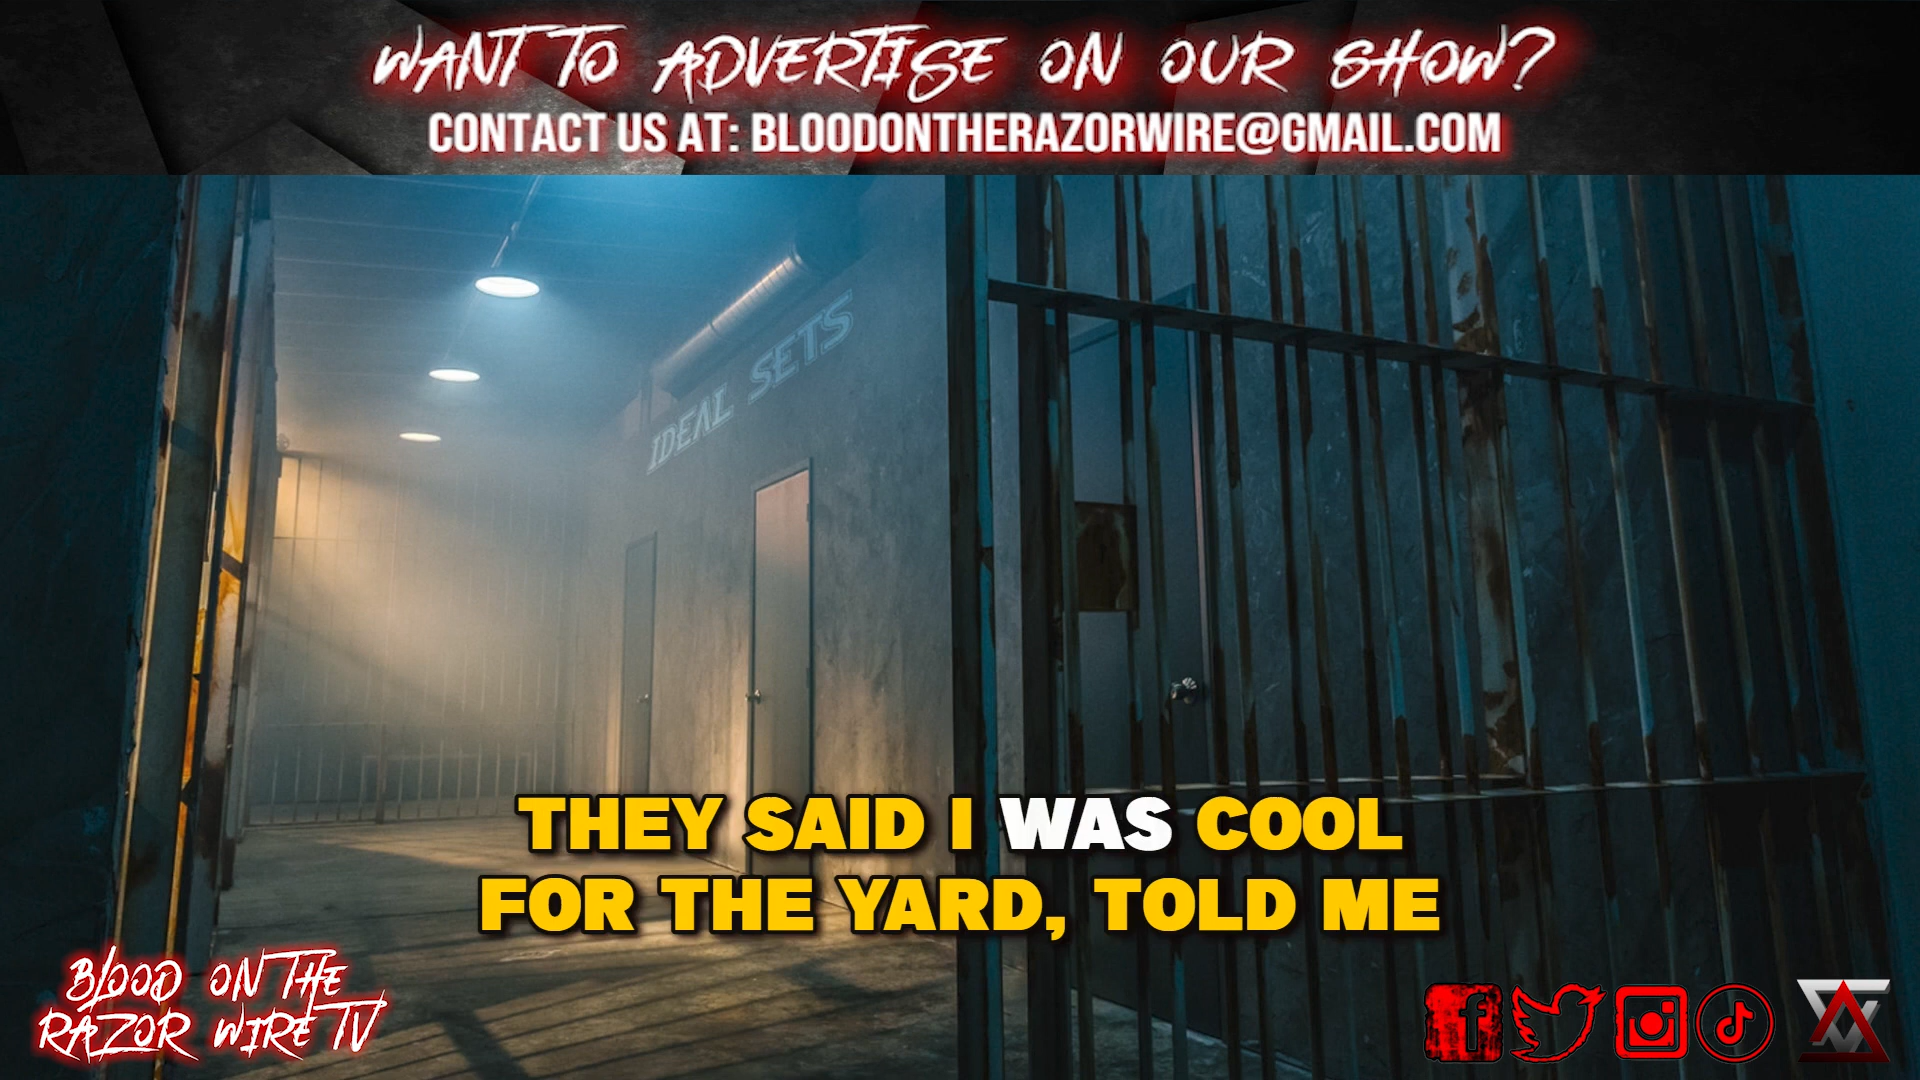 WANT TO ADVERTISE ON OUR SHOW?
CONTACT US AT: BLOODONTHERAZORWIRE@GMAIL.COM
IDEAL SETS
THEY SAID I WAS COOL
FOR THE YARD, TOLD ME
BLOOD ON THE
RAZOR WIRE TV